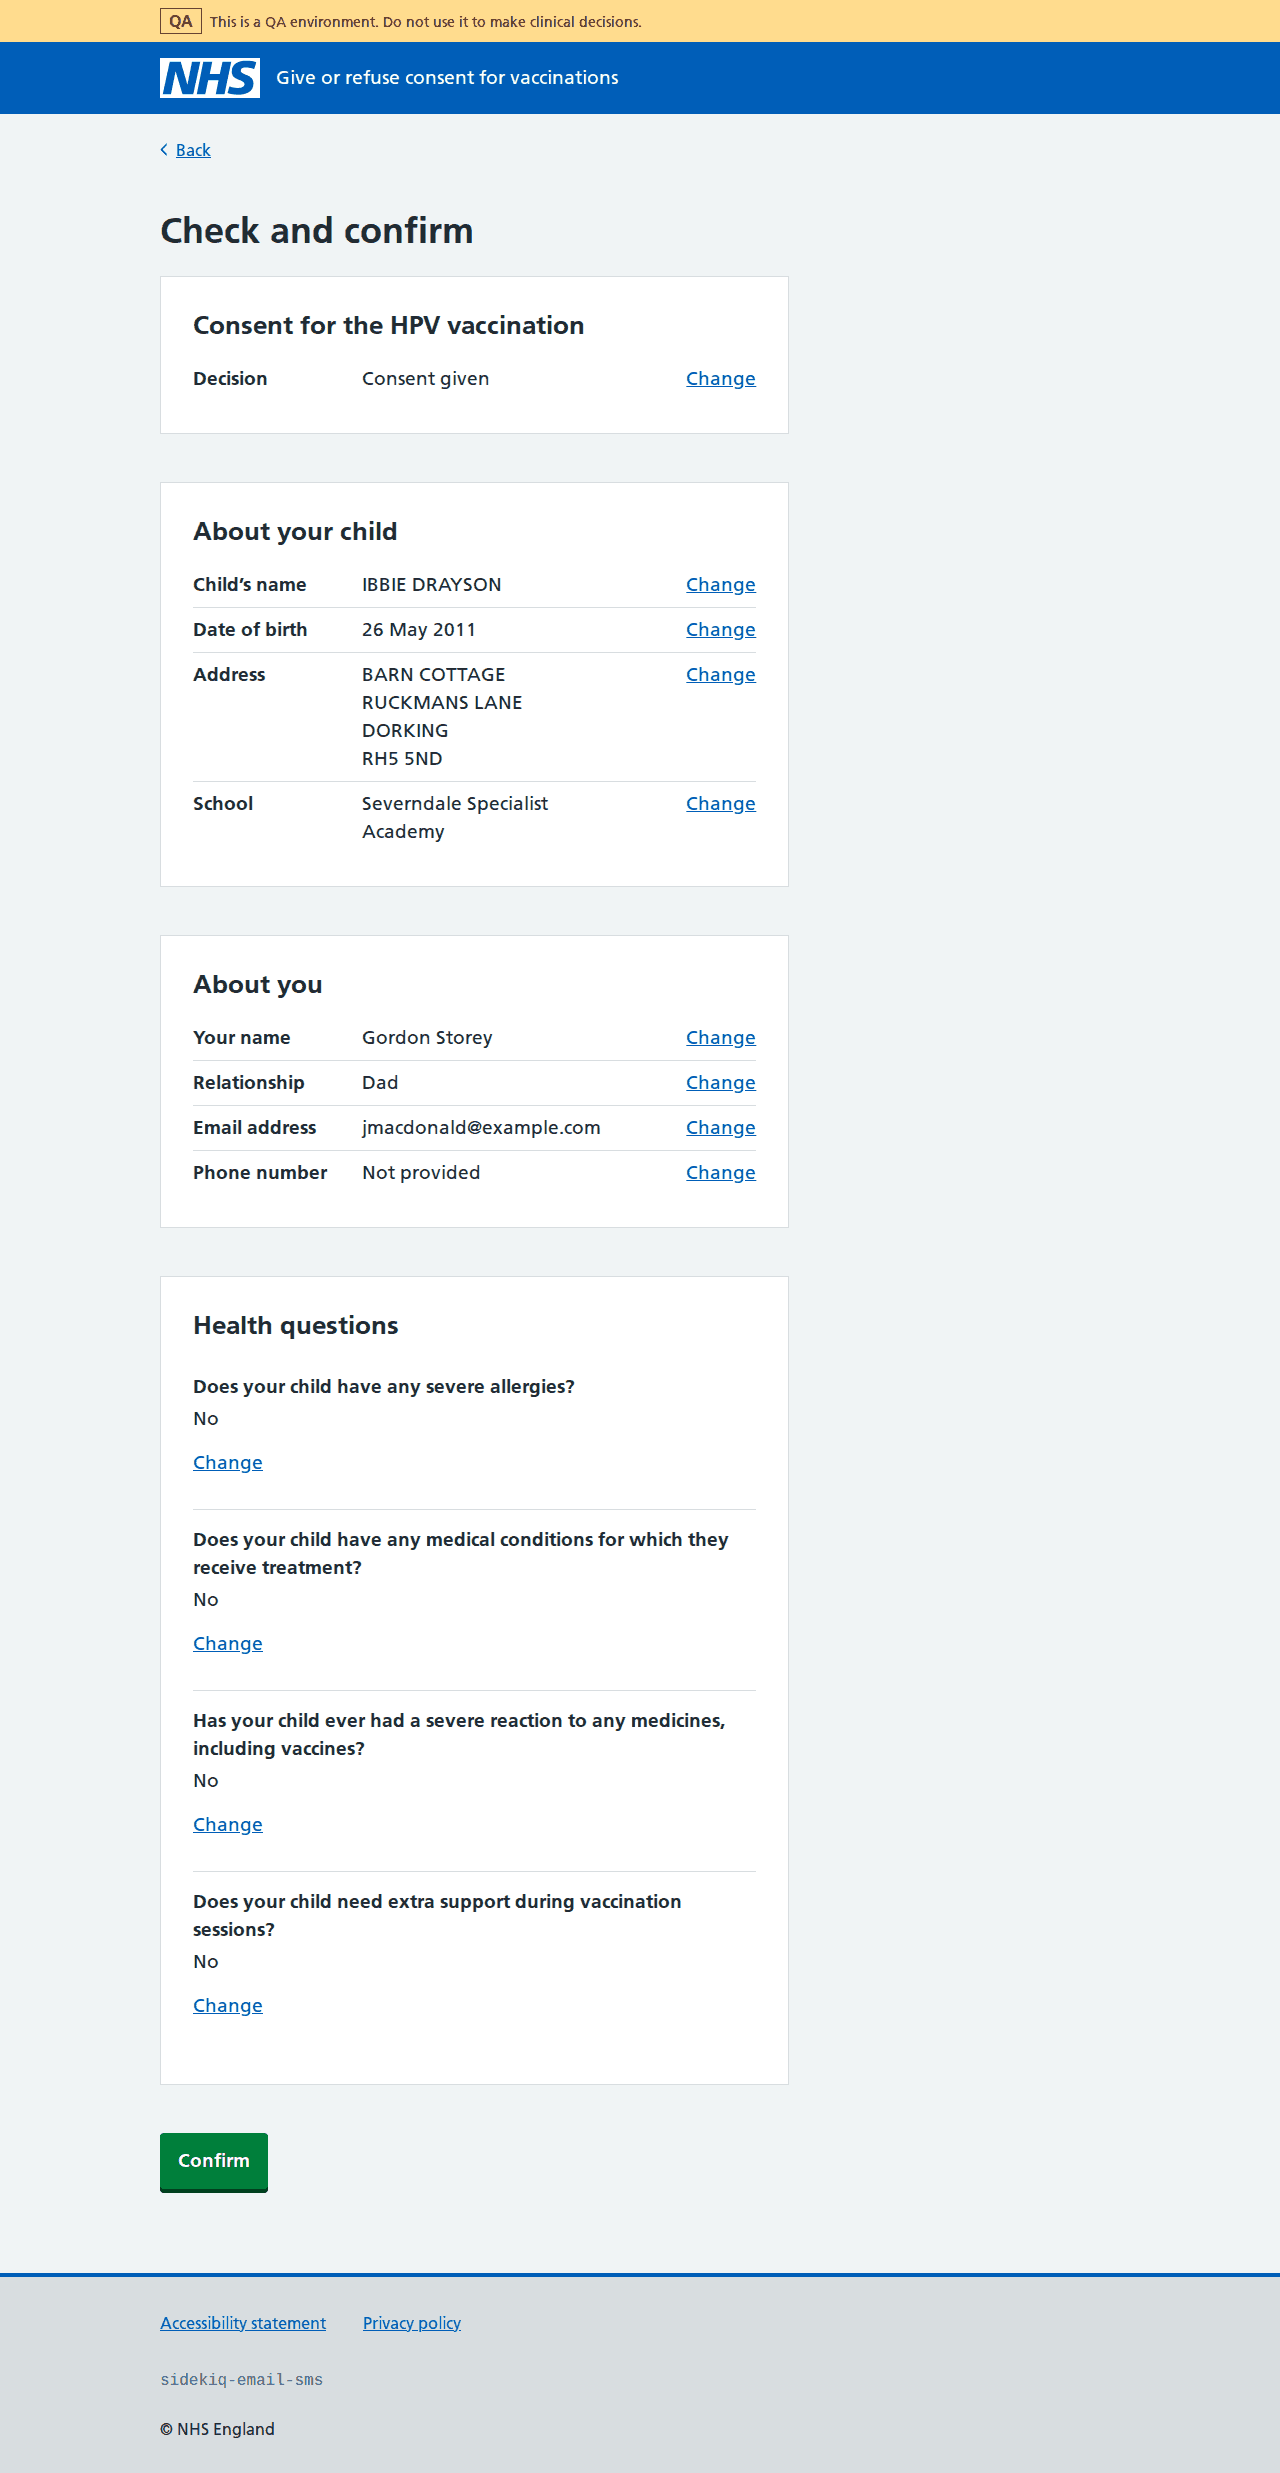 QA This is a QA environment. Do not use it to make clinical decisions.
NHS Give or refuse consent for vaccinations
Back
Check and confirm
Consent for the HPV vaccination
Decision Consent given Change
About your child
Child’s name IBBIE DRAYSON Change
Date of birth 26 May 2011 Change
Address BARN COTTAGE Change
RUCKMANS LANE
DORKING
RH5 5ND
School Severndale Specialist Change
Academy
About you
Your name Gordon Storey Change
Relationship Dad Change
Email address jmacdonald@example.com Change
Phone number Not provided Change
Health questions
Does your child have any severe allergies?
No
Change
Does your child have any medical conditions for which they
receive treatment?
No
Change
Has your child ever had a severe reaction to any medicines,
including vaccines?
No
Change
Does your child need extra support during vaccination
sessions?
No
Change
Confirm
Accessibility statement Privacy policy
sidekiq-email-sms
© NHS England